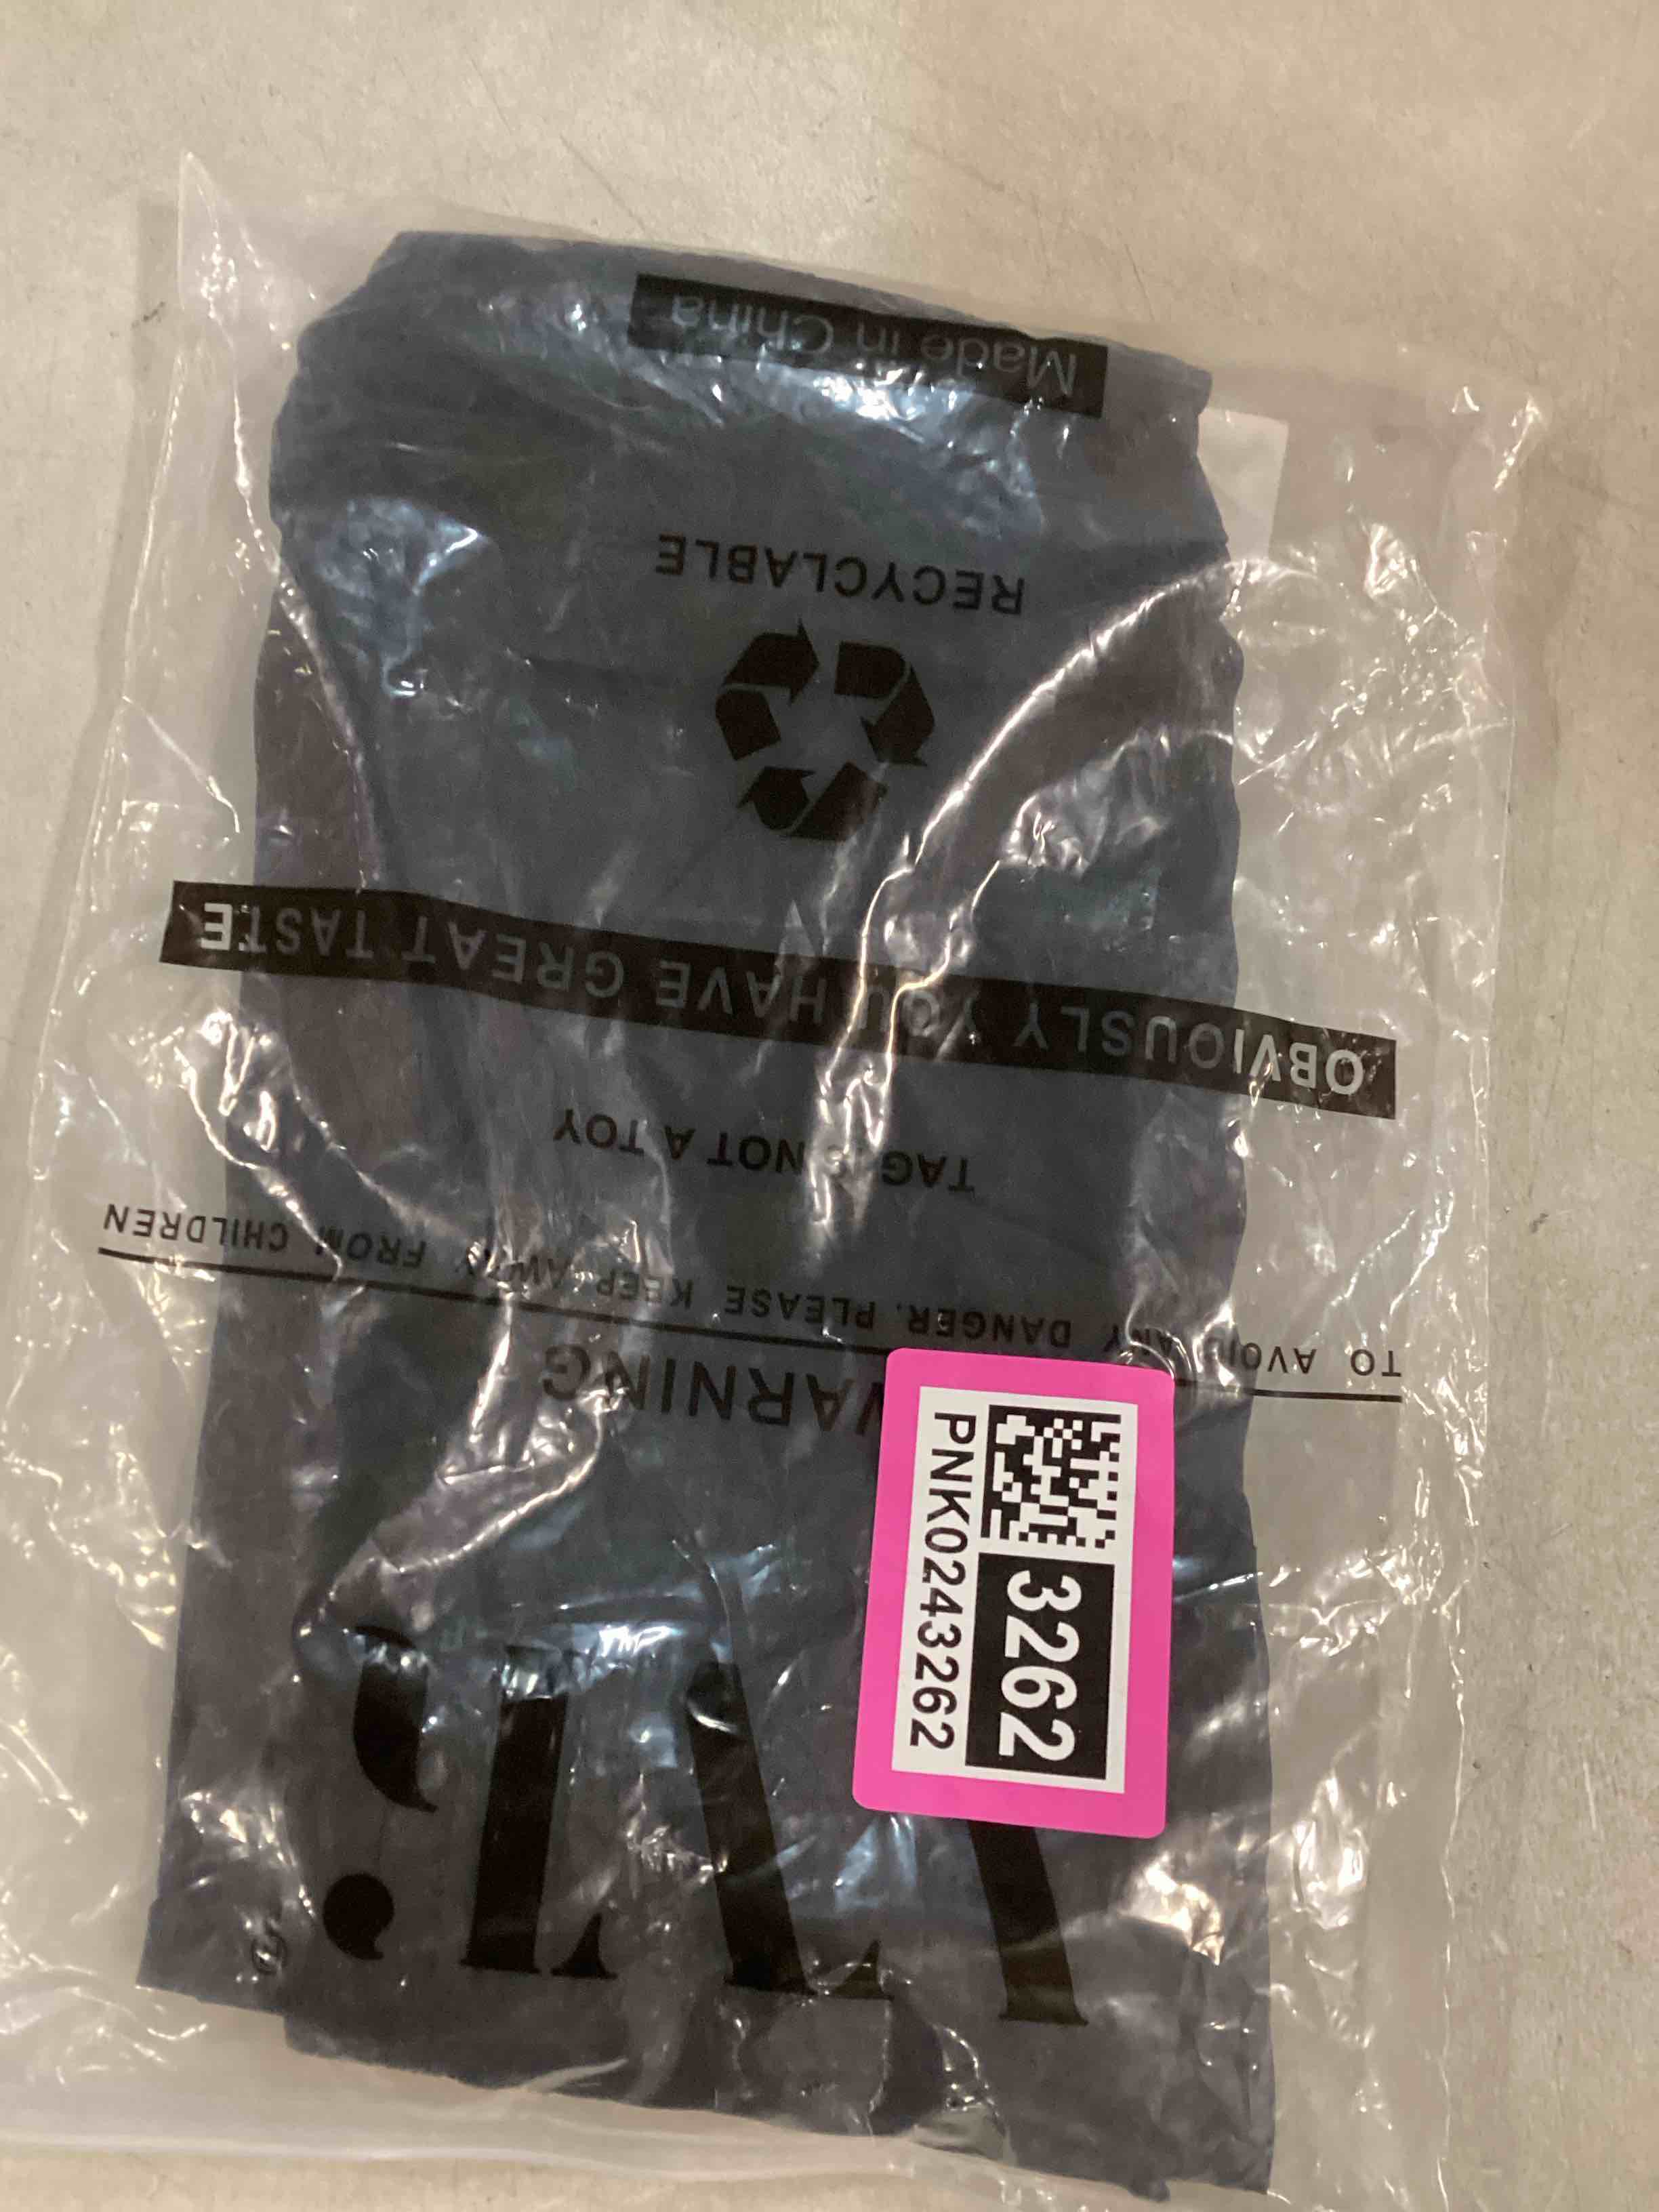 WARNING
TO AVOID ANY DANGER, PLEASE KEEP AWAY FROM CHILDREN
TAG IS NOT A TOY
OBVIOUSLY YOU HAVE GREAT TASTE
RECYCLABLE
Made in China
3262
PNK0243262